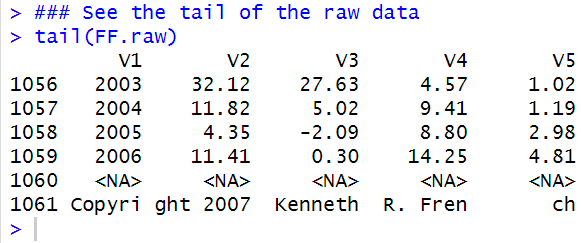 > ### See the tail of the raw data
> tail(FF.raw)
V1 V2 V3 V4 V5
1056 2003 32.12 27.63 4.57 1.02
1057 2004 11.82 5.02 9.41 1.19
1058 2005 4.35 -2.09 8.80 2.98
1059 2006 11.41 0.30 14.25 4.81
1060 <NA> <NA> <NA> <NA> <NA>
1061 Copyri ght 2007 Kenneth R. Fren ch
>